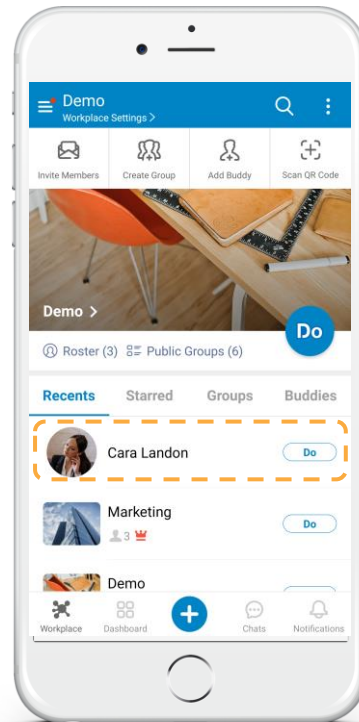 Demo
Workplace Settings >
Invite Members
Create Group
Add Buddy
Scan QR Code
Demo >
Do
Roster (3) Public Groups (6)
Recents Starred Groups Buddies
Cara Landon
Do
Marketing
Do
3
Demo
Workplace Dashboard Chats Notifications